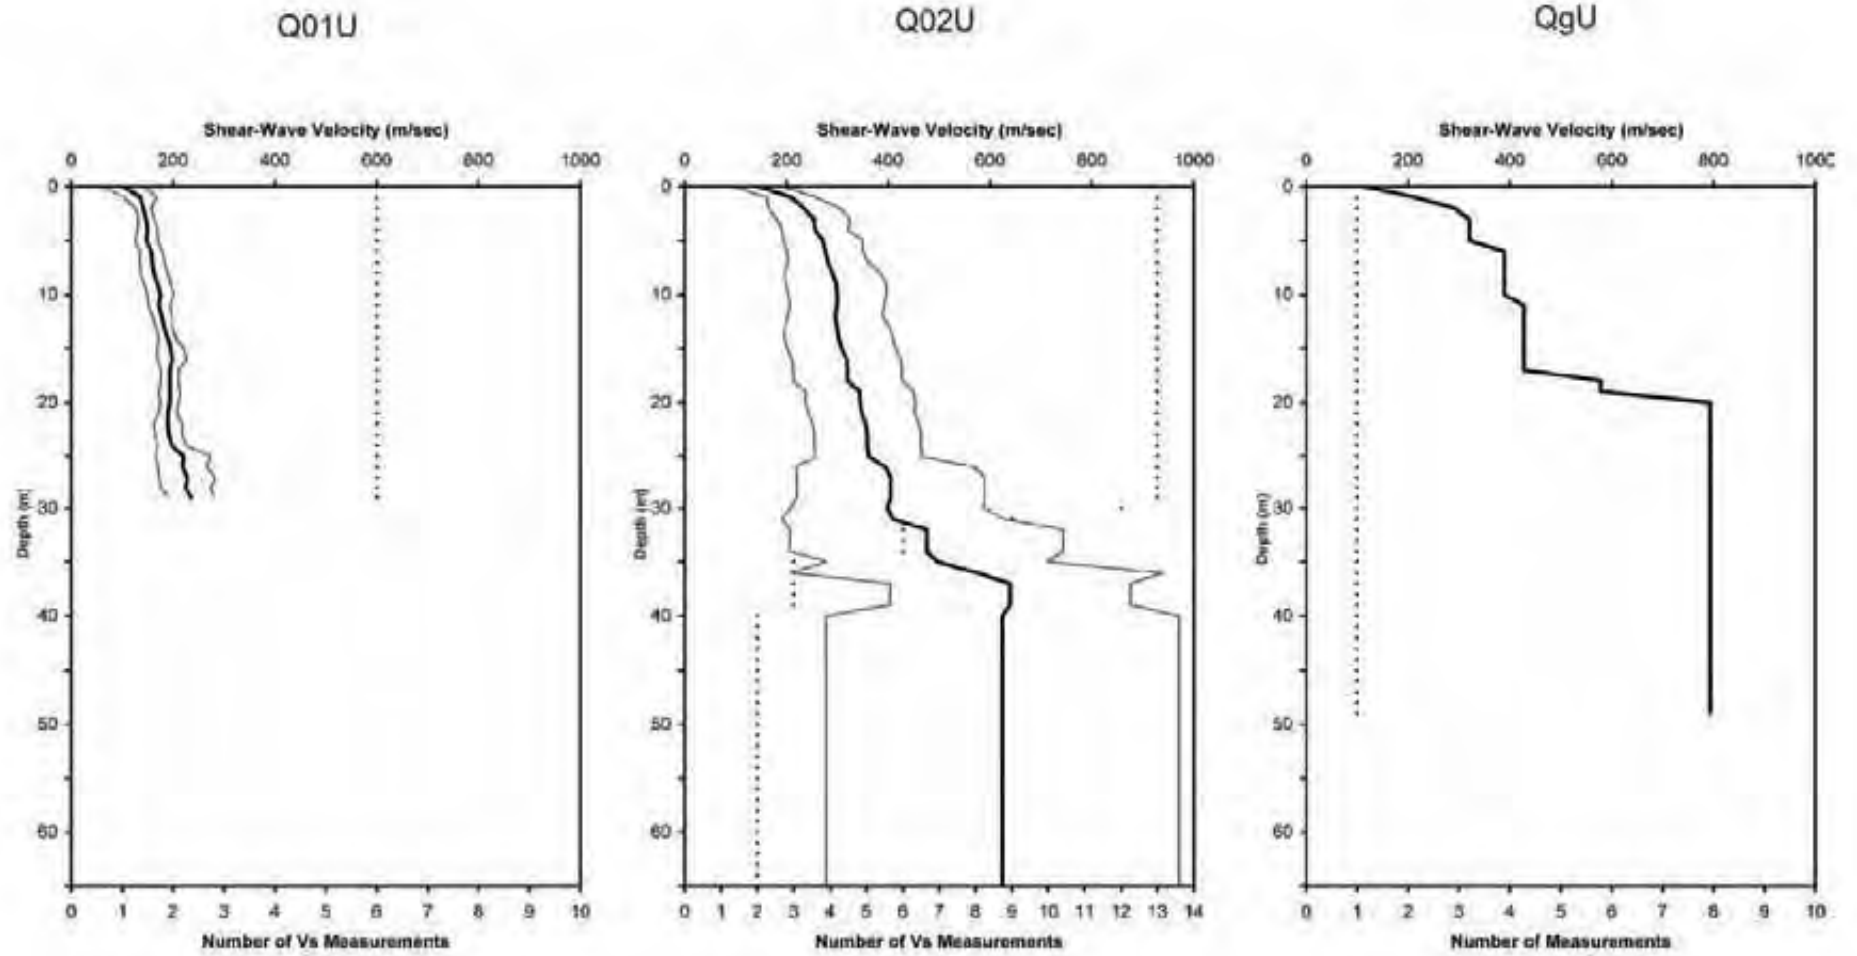 Q01U
Shear-Wave Velocity (m/sec)
0 200 400 600 800 1000
0
10
20
30
40
50
60
Depth (m)
0 1 2 3 4 5 6 7 8 9 10
Number of Vs Measurements
Q02U
Shear-Wave Velocity (m/sec)
0 200 400 600 800 1000
0
10
20
30
40
50
60
Depth (m)
0 1 2 3 4 5 6 7 8 9 10 11 12 13 14
Number of Vs Measurements
QgU
Shear-Wave Velocity (m/sec)
0 200 400 600 800 1000
0
10
20
30
40
50
60
Depth (m)
0 1 2 3 4 5 6 7 8 9 10
Number of Measurements